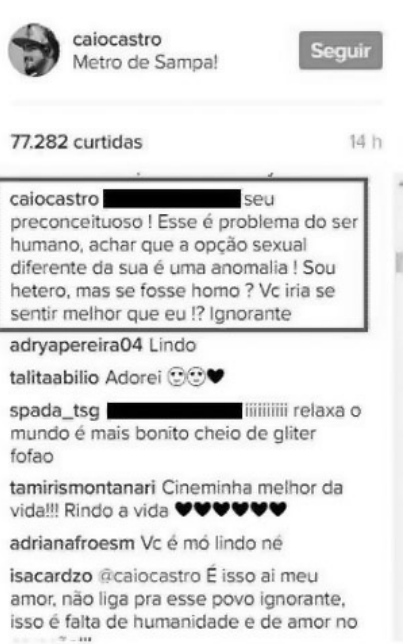 caiocastro
Metro de Sampa!
Seguir
77.282 curtidas
14 h
caiocastro seu
preconceituoso ! Esse é problema do ser
humano, achar que a opção sexual
diferente da sua é uma anomalia ! Sou
hetero, mas se fosse homo ? Vc iria se
sentir melhor que eu !? Ignorante
adryapereira04 Lindo
talitaabilio Adorei 🙄🙄♥
spada_tsg iiiiiiiiii relaxa o
mundo é mais bonito cheio de gliter
fofao
tamirismontanari Cineminha melhor da
vida!!! Rindo a vida ♥♥♥♥♥♥
adrianafroesm Vc é mó lindo né
isacardzo @caiocastro É isso ai meu
amor, não liga pra esse povo ignorante,
isso é falta de humanidade e de amor no